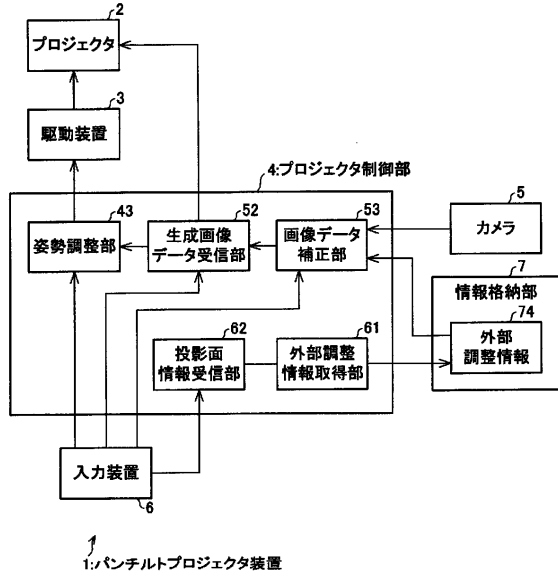 2
プロジェクタ
3
駆動装置
4:プロジェクタ制御部
43
姿勢調整部
52
生成画像
データ受信部
53
画像データ
補正部
5
カメラ
7
情報格納部
74
外部
調整情報
62
投影面
情報受信部
61
外部調整
情報取得部
入力装置
6
1:パンチルトプロジェクタ装置